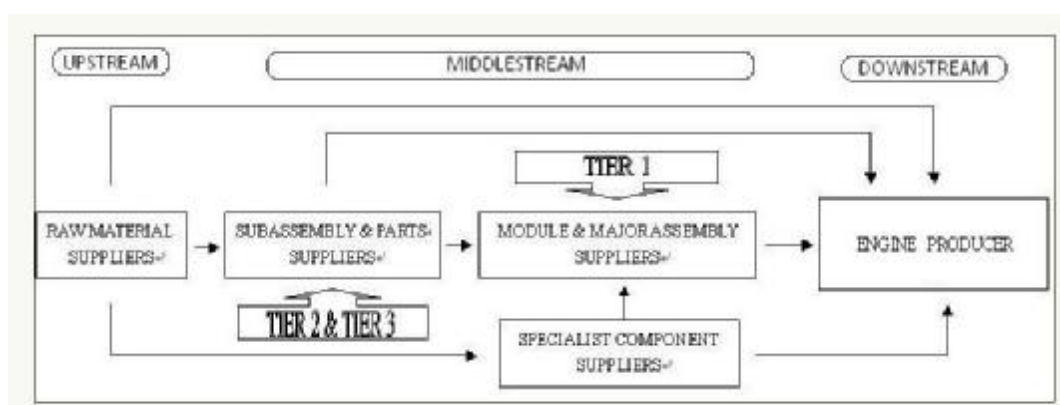 UPSTREAM
MIDDLESTREAM
DOWNSTREAM
TIER 1
RAWMATERIAL
SUPPLIERS
SUBASSEMBLY & PARTS
SUPPLIERS
MODULE & MAJORASSEMBLY
SUPPLIERS
ENGINE PRODUCER
TIER 2 & TIER 3
SPECIALIST COMPONENT
SUPPLIERS